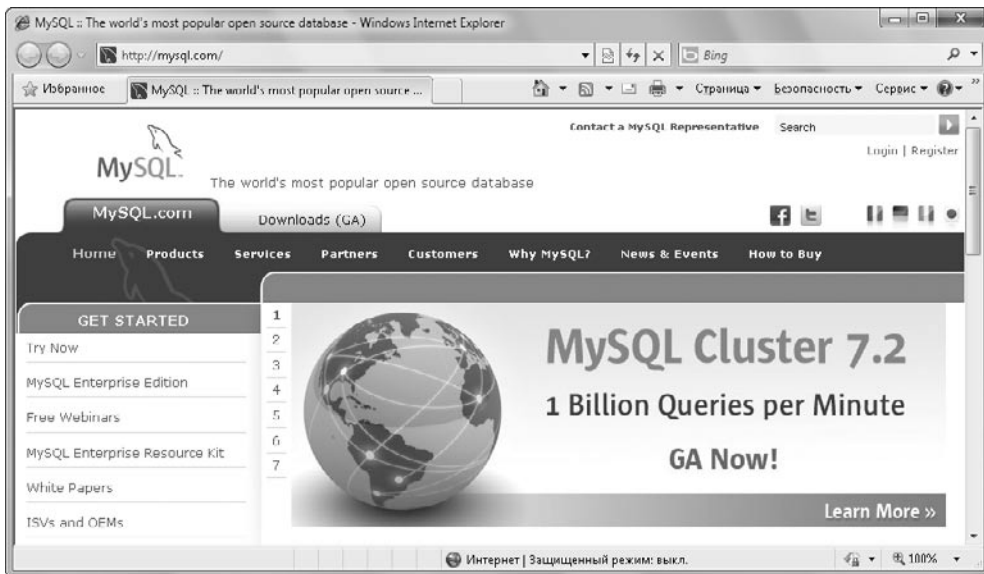 MySQL :: The world's most popular open source database - Windows Internet Explorer
http://mysql.com/
Bing
Избранное
MySQL :: The world's most popular open source ...
Страница
Безопасность
Сервис
»
Contact a MySQL Representative
Search
Login | Register
MySQL
The world's most popular open source database
MySQL.com
Downloads (GA)
Home Products Services Partners Customers Why MySQL? News & Events How to Buy
GET STARTED
Try Now
MySQL Enterprise Edition
Free Webinars
MySQL Enterprise Resource Kit
White Papers
ISVs and OEMs
1
2
3
4
5
6
7
MySQL Cluster 7.2
1 Billion Queries per Minute
GA Now!
Learn More »
Интернет | Защищенный режим: выкл.
100%